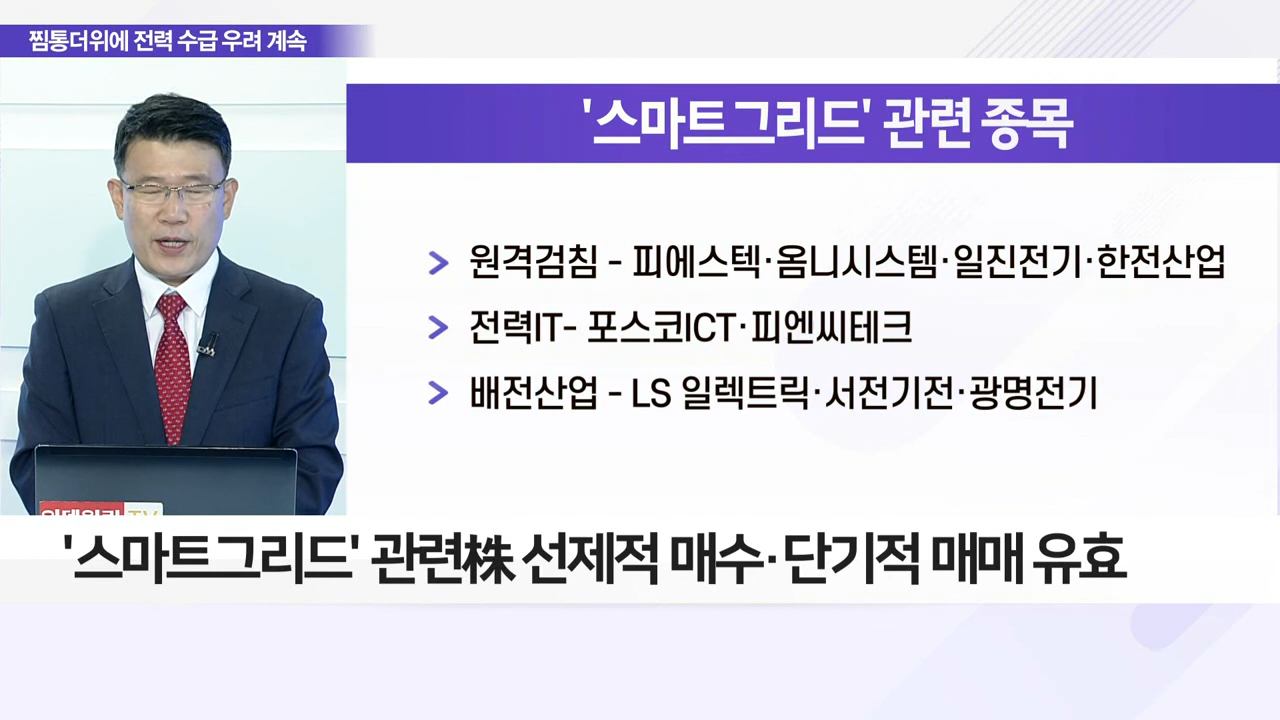 찜통더위에 전력 수급 우려 계속
'스마트그리드' 관련 종목
> 원격검침 - 피에스텍·옴니시스템·일진전기·한전산업
> 전력IT- 포스코ICT·피엔씨테크
> 배전산업 - LS 일렉트릭·서전기전·광명전기
TV
'스마트그리드' 관련株 선제적 매수·단기적 매매 유효